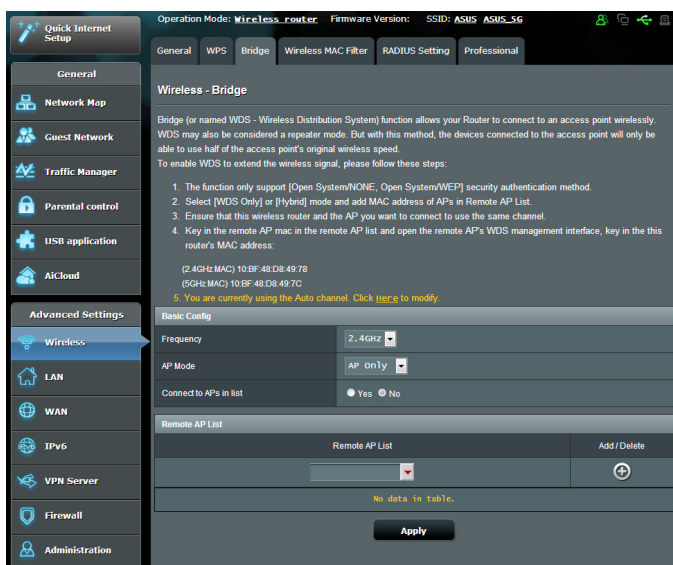 Quick Internet
Setup
Operation Mode: Wireless router Firmware Version: SSID: ASUS ASUS_5G
General WPS Bridge Wireless MAC Filter RADIUS Setting Professional
General
Network Map
Guest Network
Traffic Manager
Parental control
USB application
AiCloud
Advanced Settings
Wireless
LAN
WAN
IPv6
VPN Server
Firewall
Administration
Wireless - Bridge
Bridge (or named WDS - Wireless Distribution System) function allows your Router to connect to an access point wirelessly.
WDS may also be considered a repeater mode. But with this method, the devices connected to the access point will only be
able to use half of the access point's original wireless speed.
To enable WDS to extend the wireless signal, please follow these steps:
1. The function only support [Open System/NONE, Open System/WEP] security authentication method.
2. Select [WDS Only] or [Hybrid] mode and add MAC address of APs in Remote AP List.
3. Ensure that this wireless router and the AP you want to connect to use the same channel.
4. Key in the remote AP mac in the remote AP list and open the remote AP's WDS management interface, key in the this
router's MAC address:
(2.4GHz MAC) 10:BF:48:D8:49:78
(5GHz MAC) 10:BF:48:D8:49:7C
5. You are currently using the Auto channel. Click Here to modify.
Basic Config
Frequency 2.4GHz
AP Mode AP Only
Connect to APs in list Yes No
Remote AP List
Remote AP List Add / Delete
No data in table.
Apply